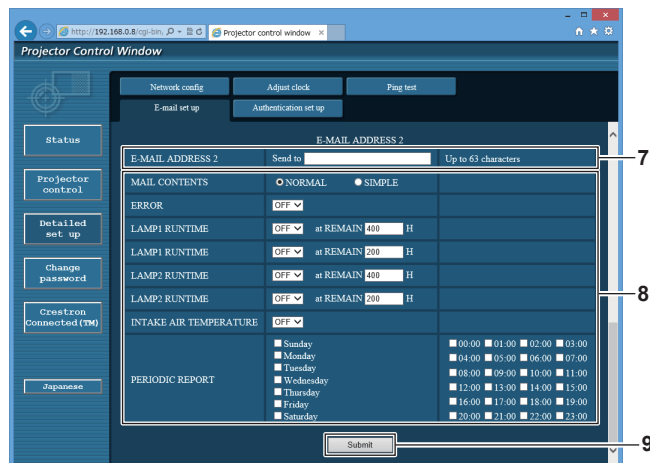 http://192.168.0.8/cgi-bin,
Projector control window
Projector Control Window
Network config Adjust clock Ping test
E-mail set up Authentication set up
Status
Projector
control
Detailed
set up
Change
password
Crestron
Connected(TM)
Japanese
E-MAIL ADDRESS 2
E-MAIL ADDRESS 2 Send to Up to 63 characters 7
MAIL CONTENTS NORMAL SIMPLE
ERROR OFF
LAMP1 RUNTIME OFF at REMAIN 400 H
LAMP1 RUNTIME OFF at REMAIN 200 H
LAMP2 RUNTIME OFF at REMAIN 400 H
8
LAMP2 RUNTIME OFF at REMAIN 200 H
INTAKE AIR TEMPERATURE OFF
PERIODIC REPORT
Sunday
Monday
Tuesday
Wednesday
Thursday
Friday
Saturday
00:00 01:00 02:00 03:00
04:00 05:00 06:00 07:00
08:00 09:00 10:00 11:00
12:00 13:00 14:00 15:00
16:00 17:00 18:00 19:00
20:00 21:00 22:00 23:00
Submit 9